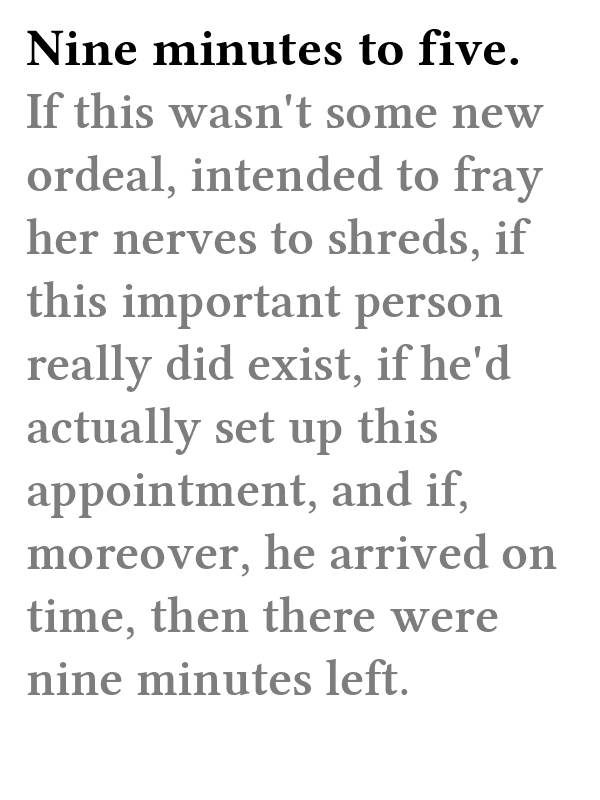 Nine minutes to five.
If this wasn't some new
ordeal, intended to fray
her nerves to shreds, if
this important person
really did exist, if he'd
actually set up this
appointment, and if,
moreover, he arrived on
time, then there were
nine minutes left.